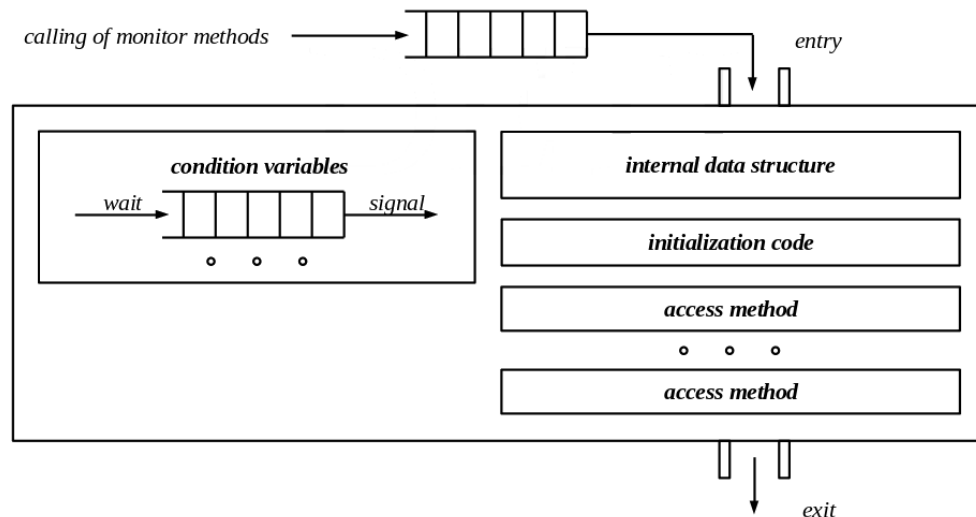 calling of monitor methods
entry
condition variables
wait
signal
internal data structure
initialization code
access method
access method
exit